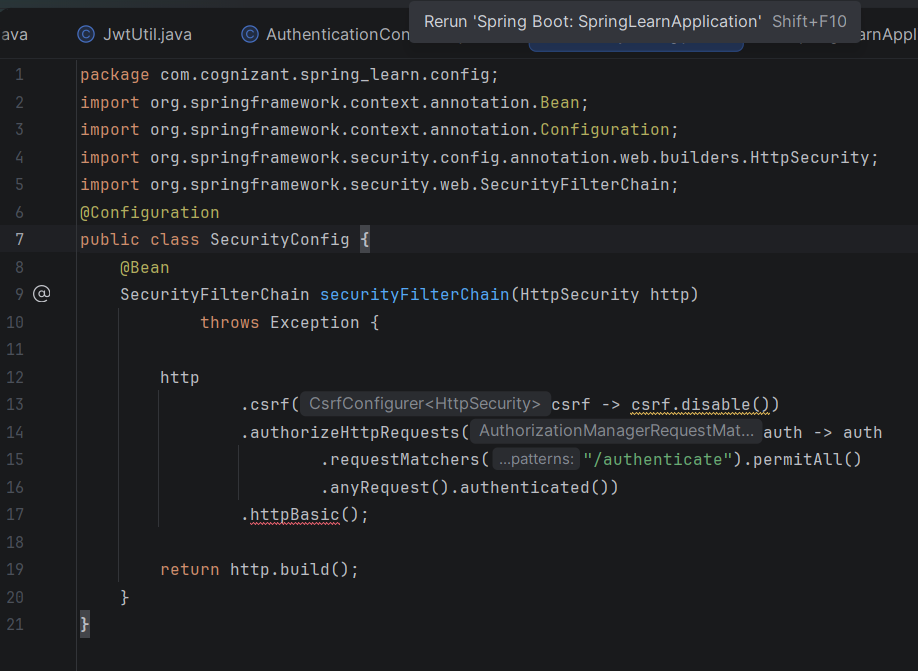 Rerun 'Spring Boot: SpringLearnApplication' Shift+F10
ava JwtUtil.java AuthenticationCon arnAppl
1 package com.cognizant.spring_learn.config;
2 import org.springframework.context.annotation.Bean;
3 import org.springframework.context.annotation.Configuration;
4 import org.springframework.security.config.annotation.web.builders.HttpSecurity;
5 import org.springframework.security.web.SecurityFilterChain;
6 @Configuration
7 public class SecurityConfig {
8 @Bean
9 @ SecurityFilterChain securityFilterChain(HttpSecurity http)
10 throws Exception {
11
12 http
13 .csrf( CsrfConfigurer<HttpSecurity> csrf -> csrf.disable())
14 .authorizeHttpRequests( AuthorizationManagerRequestMat... auth -> auth
15 .requestMatchers( ...patterns: "/authenticate").permitAll()
16 .anyRequest().authenticated())
17 .httpBasic();
18
19 return http.build();
20 }
21 }